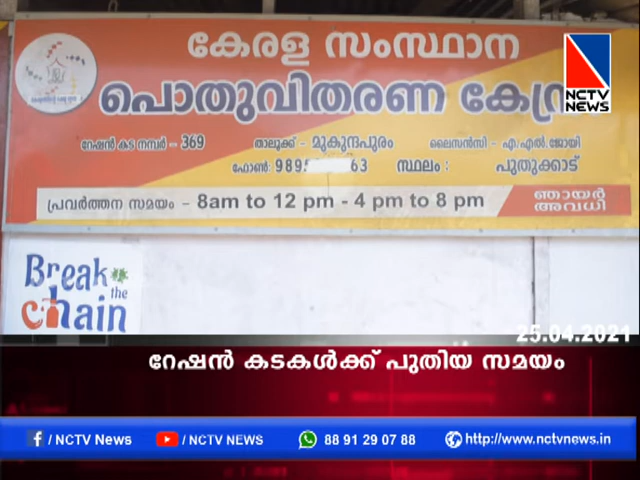 കേരള സംസ്ഥാന
പൊതുവിതരണ കേന്ദ്ര
NCTV
NEWS
റേഷൻ കട നമ്പർ - 369 താലൂക്ക് - മുകുന്ദപുരം ലൈസൻസി - എ.എൽ.ജോയി
ഫോൺ: 989 63 സ്ഥലം : പുതുക്കാട്
പ്രവർത്തന സമയം - 8am to 12 pm - 4 pm to 8 pm
ഞായർ
അവധി
Break
the
chain
25.04.2021
റേഷൻ കടകൾക്ക് പുതിയ സമയം
/ NCTV News / NCTV NEWS 88 91 29 07 88 http://www.nctvnews.in